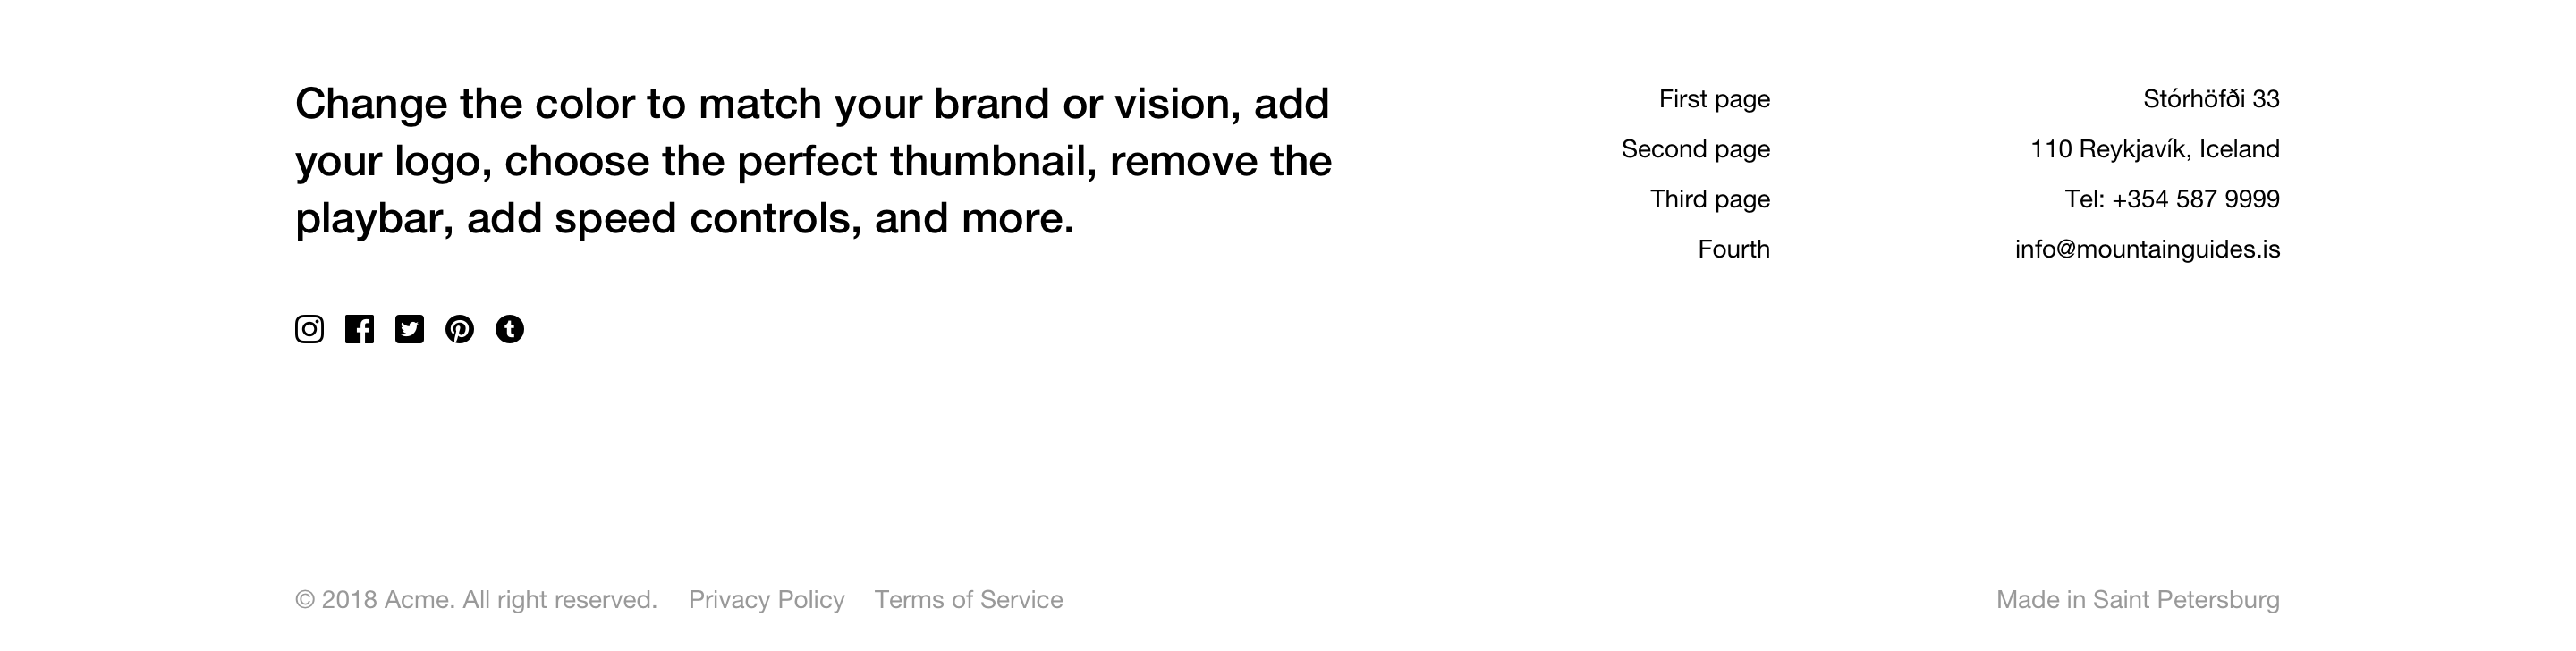 Change the color to match your brand or vision, add
your logo, choose the perfect thumbnail, remove the
playbar, add speed controls, and more.
First page
Second page
Third page
Fourth
Stórhöfði 33
110 Reykjavík, Iceland
Tel: +354 587 9999
info@mountainguides.is
© 2018 Acme. All right reserved. Privacy Policy Terms of Service
Made in Saint Petersburg